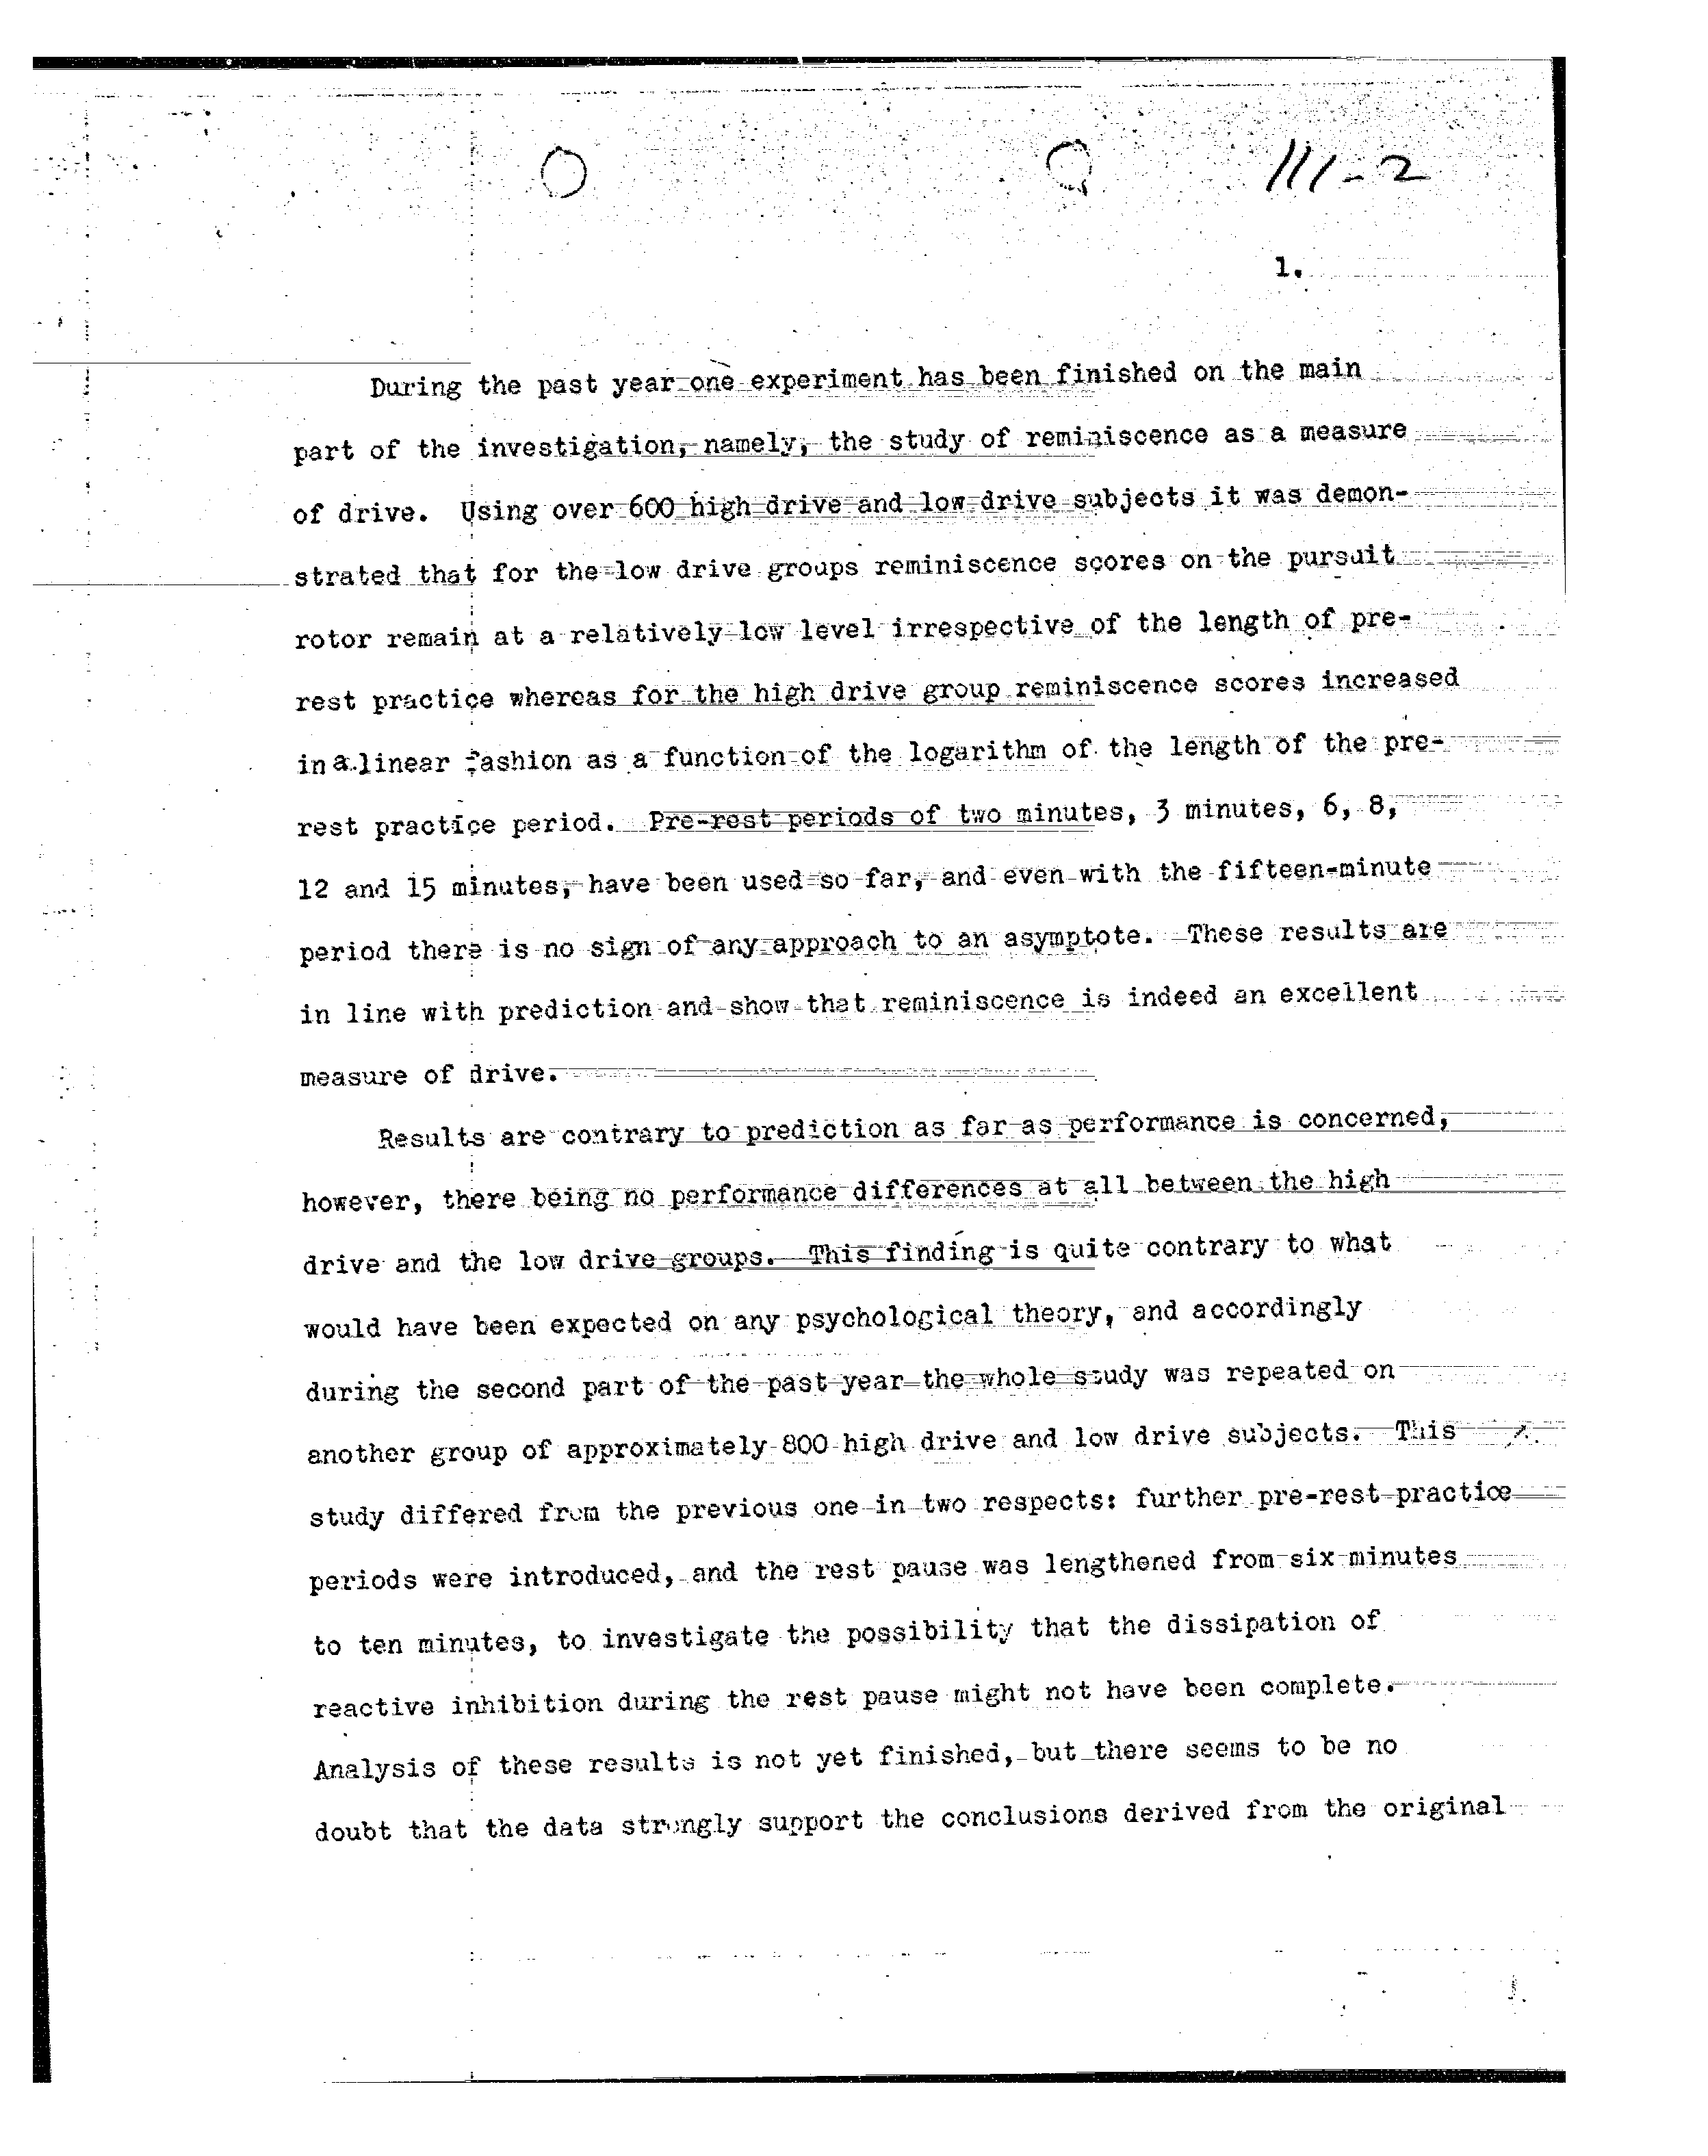 111-2
1.
During the past year one experiment has been finished on the main
part of the investigation, namely, the study of reminiscence as a measure
of drive. Using over 600 high drive and low drive subjects it was demon-
strated that for the low drive groups reminiscence scores on the pursuit
rotor remain at a relatively low level irrespective of the length of pre-
rest practice whereas for the high drive group reminiscence scores increased
in a linear fashion as a function of the logarithm of the length of the pre-
rest practice period. Pre-rest periods of two minutes, 3 minutes, 6, 8,
12 and 15 minutes, have been used so far, and even with the fifteen-minute
period there is no sign of any approach to an asymptote. These results are
in line with prediction and show that reminiscence is indeed an excellent
measure of drive.
Results are contrary to prediction as far as performance is concerned,
however, there being no performance differences at all between the high
drive and the low drive groups. This finding is quite contrary to what
would have been expected on any psychological theory, and accordingly
during the second part of the past year the whole study was repeated on
another group of approximately 800 high drive and low drive subjects. This
study differed from the previous one in two respects: further pre-rest practice
periods were introduced, and the rest pause was lengthened from six minutes
to ten minutes, to investigate the possibility that the dissipation of
reactive inhibition during the rest pause might not have been complete.
Analysis of these results is not yet finished, but there seems to be no
doubt that the data strongly support the conclusions derived from the original